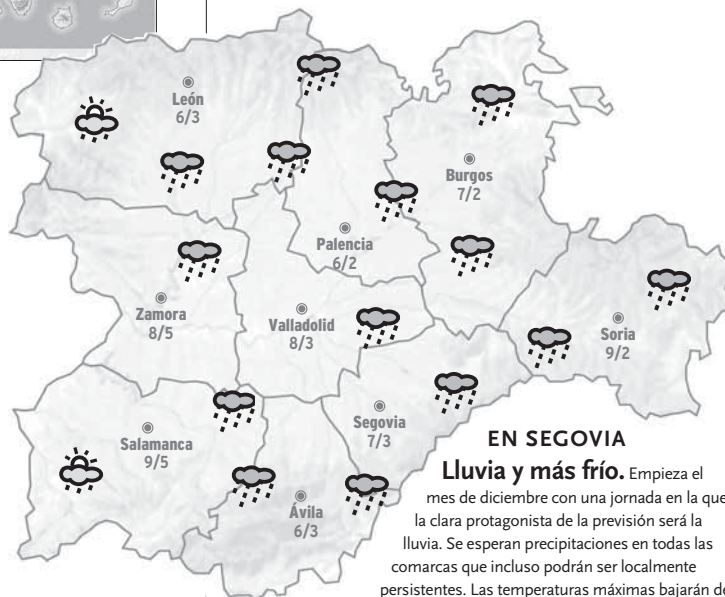 León
6/3
Burgos
7/2
Palencia
6/2
Zamora
8/5
Valladolid
8/3
Soria
9/2
Segovia
7/3
Salamanca
9/5
Ávila
6/3
EN SEGOVIA
Lluvia y más frío. Empieza el
mes de diciembre con una jornada en la que
la clara protagonista de la previsión será la
lluvia. Se esperan precipitaciones en todas las
comarcas que incluso podrán ser localmente
persistentes. Las temperaturas máximas bajarán de